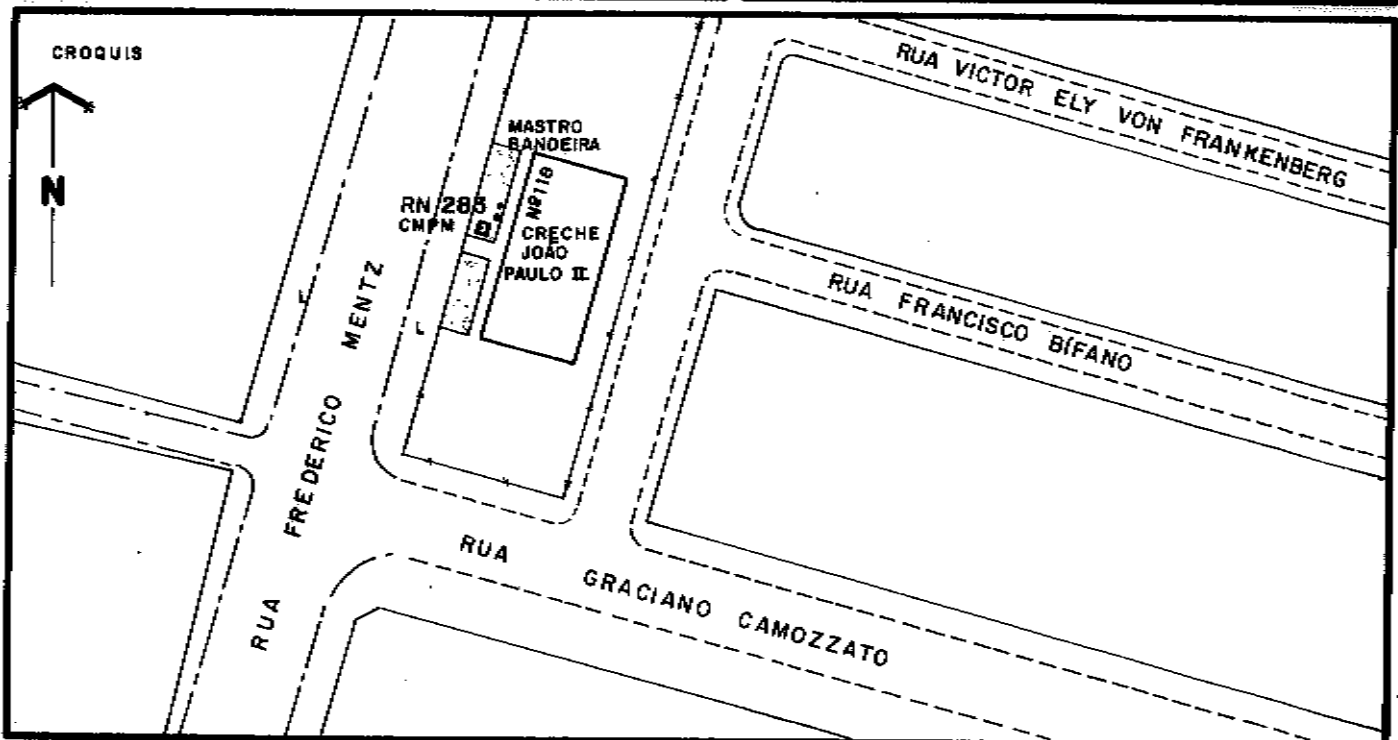 CROQUIS
N
MASTRO
BANDEIRA
RN 285
CMPM
Nº118
CRECHE
JOÃO
PAULO II
RUA FREDERICO MENTZ
RUA VICTOR ELY VON FRANKENBERG
RUA FRANCISCO BÍFANO
RUA GRACIANO CAMOZZATO